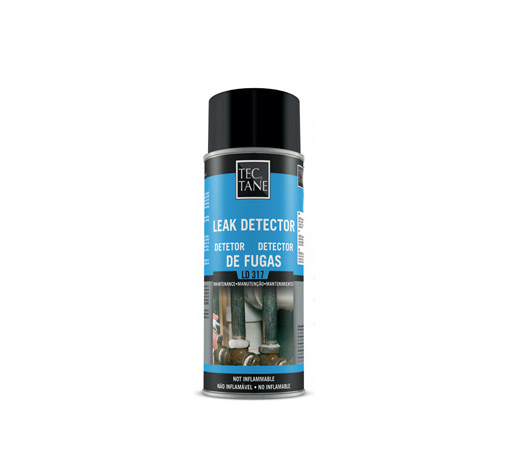 TEC
TANE
LEAK DETECTOR
DETETOR DETECTOR
DE FUGAS
LD 317
MAINTENANCE•MANUTENÇÃO•MANTENIMIENTO
NOT INFLAMMABLE
NÃO INFLAMÁVEL • NO INFLAMABLE